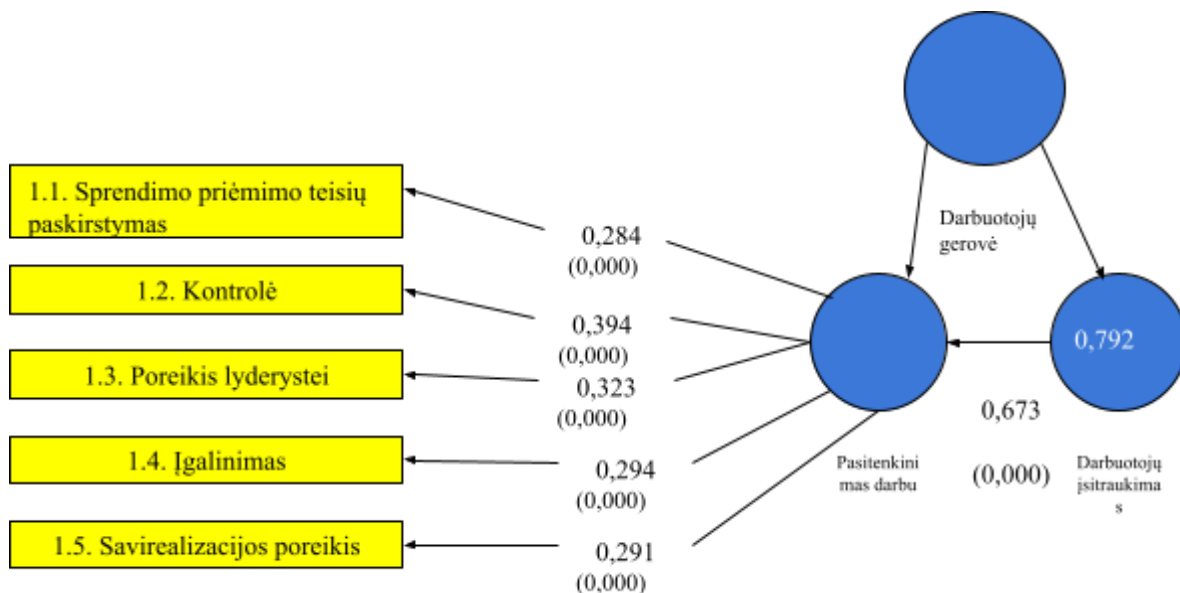 1.1. Sprendimo priėmimo teisių
paskirstymas
1.2. Kontrolė
1.3. Poreikis lyderystei
1.4. Įgalinimas
1.5. Savirealizacijos poreikis
0,284
(0,000)
0,394
(0,000)
0,323
(0,000)
0,294
(0,000)
0,291
(0,000)
Darbuotojų
gerovė
0,792
0,673
(0,000)
Pasitenkini
mas darbu
Darbuotojų
įsitraukima
s